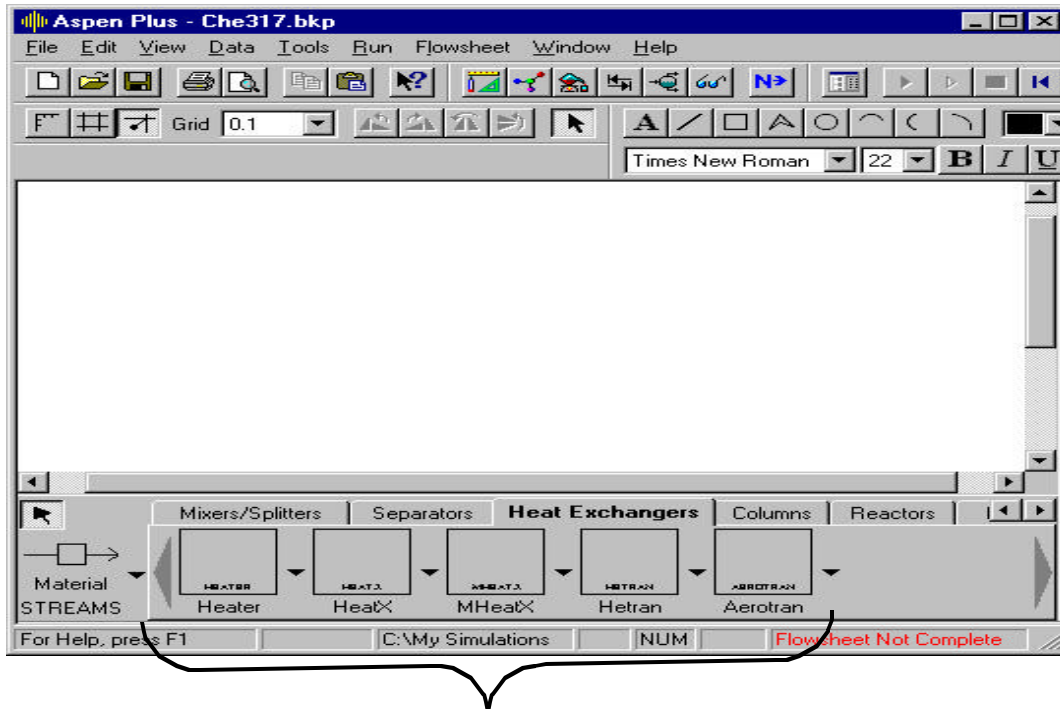 Aspen Plus - Che317.bkp
File Edit View Data Tools Run Flowsheet Window Help
N
Grid 0.1 A
Times New Roman 22 B I U
Mixers/Splitters Separators Heat Exchangers Columns Reactors
HEATER HEATX MHEATX HETRAN AEROTRAN
Material
STREAMS Heater HeatX MHeatX Hetran Aerotran
For Help, press F1 C:\My Simulations NUM Flowsheet Not Complete